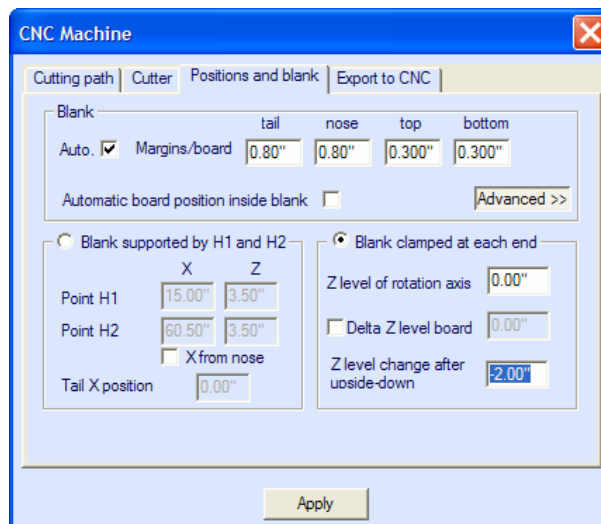 CNC Machine
Cutting path Cutter Positions and blank Export to CNC
Blank
tail nose top bottom
Auto. Margins/board 0.80" 0.80" 0.300" 0.300"
Automatic board position inside blank Advanced >>
Blank supported by H1 and H2
X Z
Point H1 15.00" 3.50"
Point H2 60.50" 3.50"
X from nose
Tail X position 0.00"
Blank clamped at each end
Z level of rotation axis 0.00"
Delta Z level board 0.00"
Z level change after
upside-down -2.00"
Apply